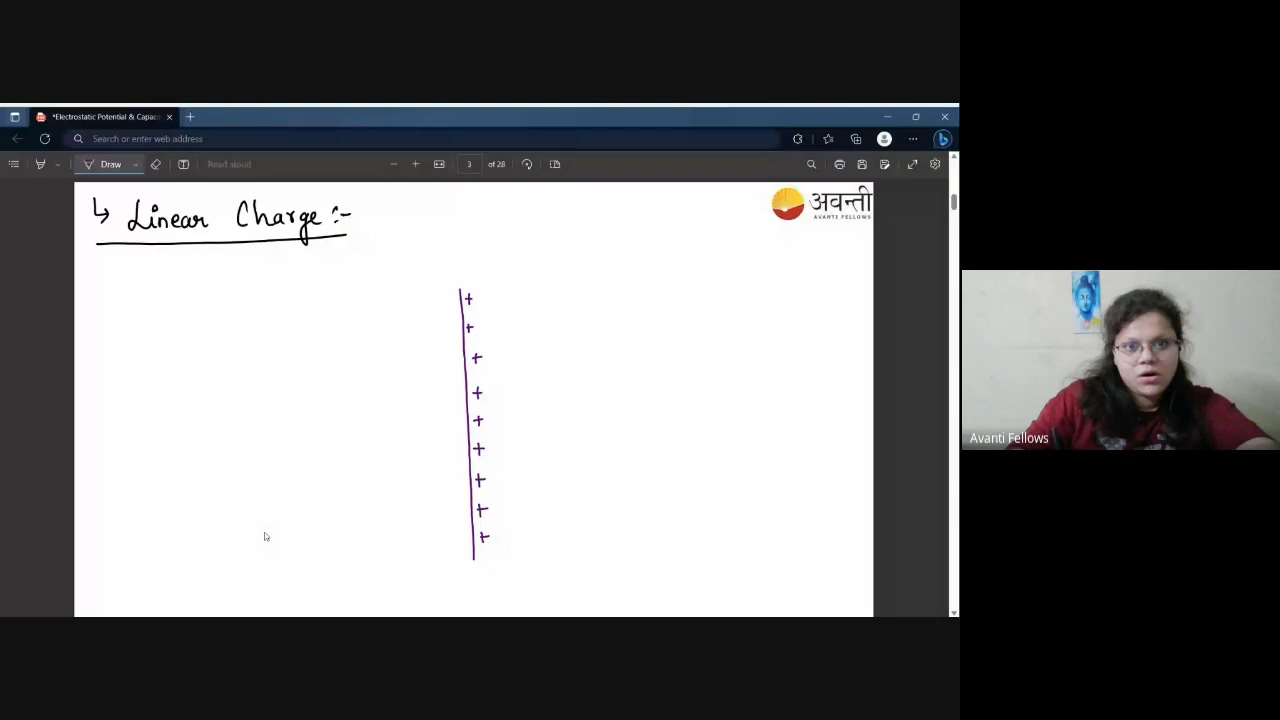 *Electrostatic Potential & Capac
Search or enter web address
Draw
Read aloud
3 of 28
↳ Linear Charge :-
अवन्ती
AVANTI FELLOWS
+
+
+
+
+
+
+
+
+
Avanti Fellows